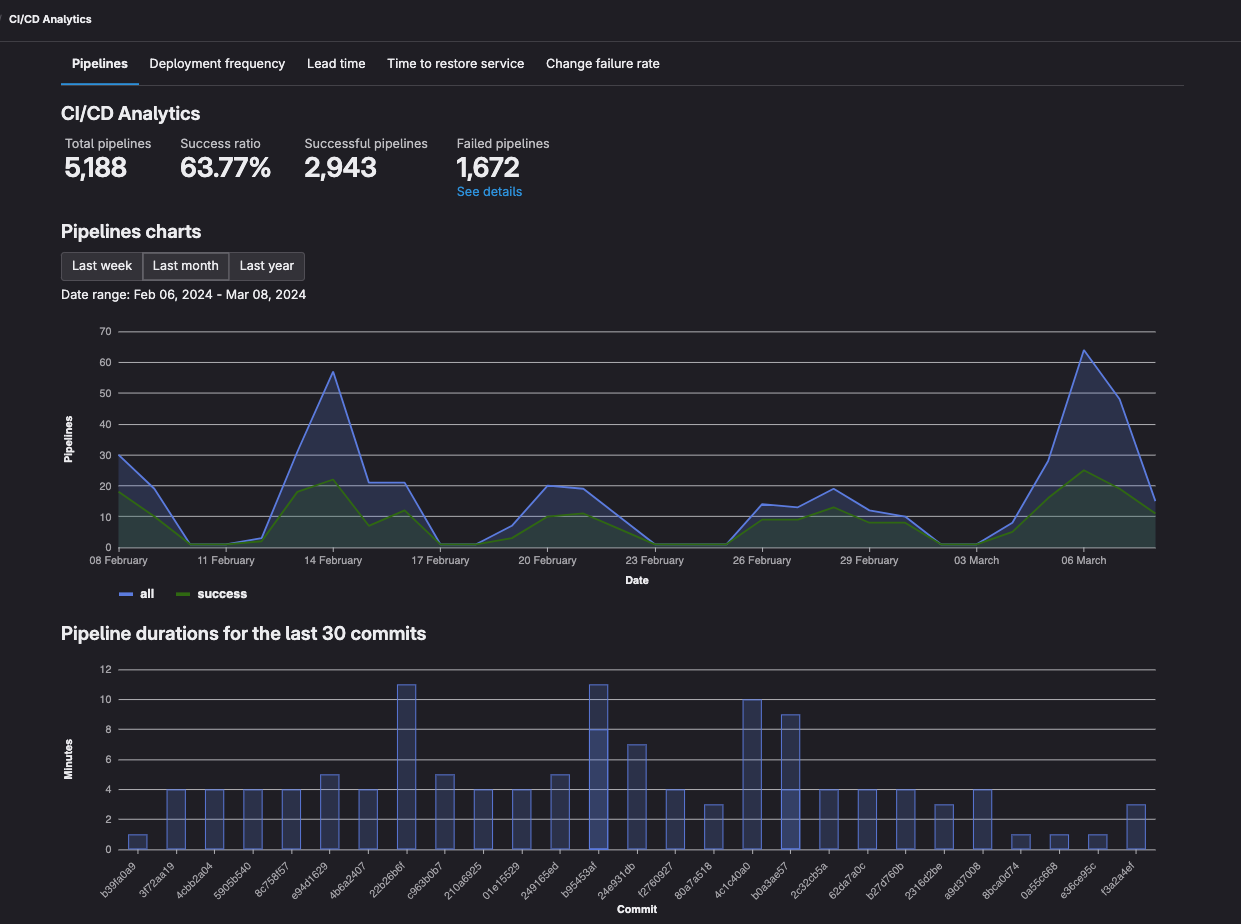 CI/CD Analytics
Pipelines Deployment frequency Lead time Time to restore service Change failure rate
CI/CD Analytics
Total pipelines Success ratio Successful pipelines Failed pipelines
5,188 63.77% 2,943 1,672
See details
Pipelines charts
Last week Last month Last year
Date range: Feb 06, 2024 - Mar 08, 2024
70
60
50
40
30
20
10
0
Pipelines
08 February 11 February 14 February 17 February 20 February 23 February 26 February 29 February 03 March 06 March
Date
all success
Pipeline durations for the last 30 commits
12
10
8
6
4
2
0
Minutes
b39fa0a9 3f72aa19 4cbb2a04 5905b540 8c758f57 e94d1629 4b6a2407 22b26b6f c963b0b7 210a6925 01e15529 249165ed b95453af 24e931db f2760927 80a7a518 4c1c40a0 b0a3ae57 2c32cb5a 62da7a0c b27d760b 2316d2be a9d37008 8bca0d74 0a55c668 e36ce95c f3a2a4ef
Commit